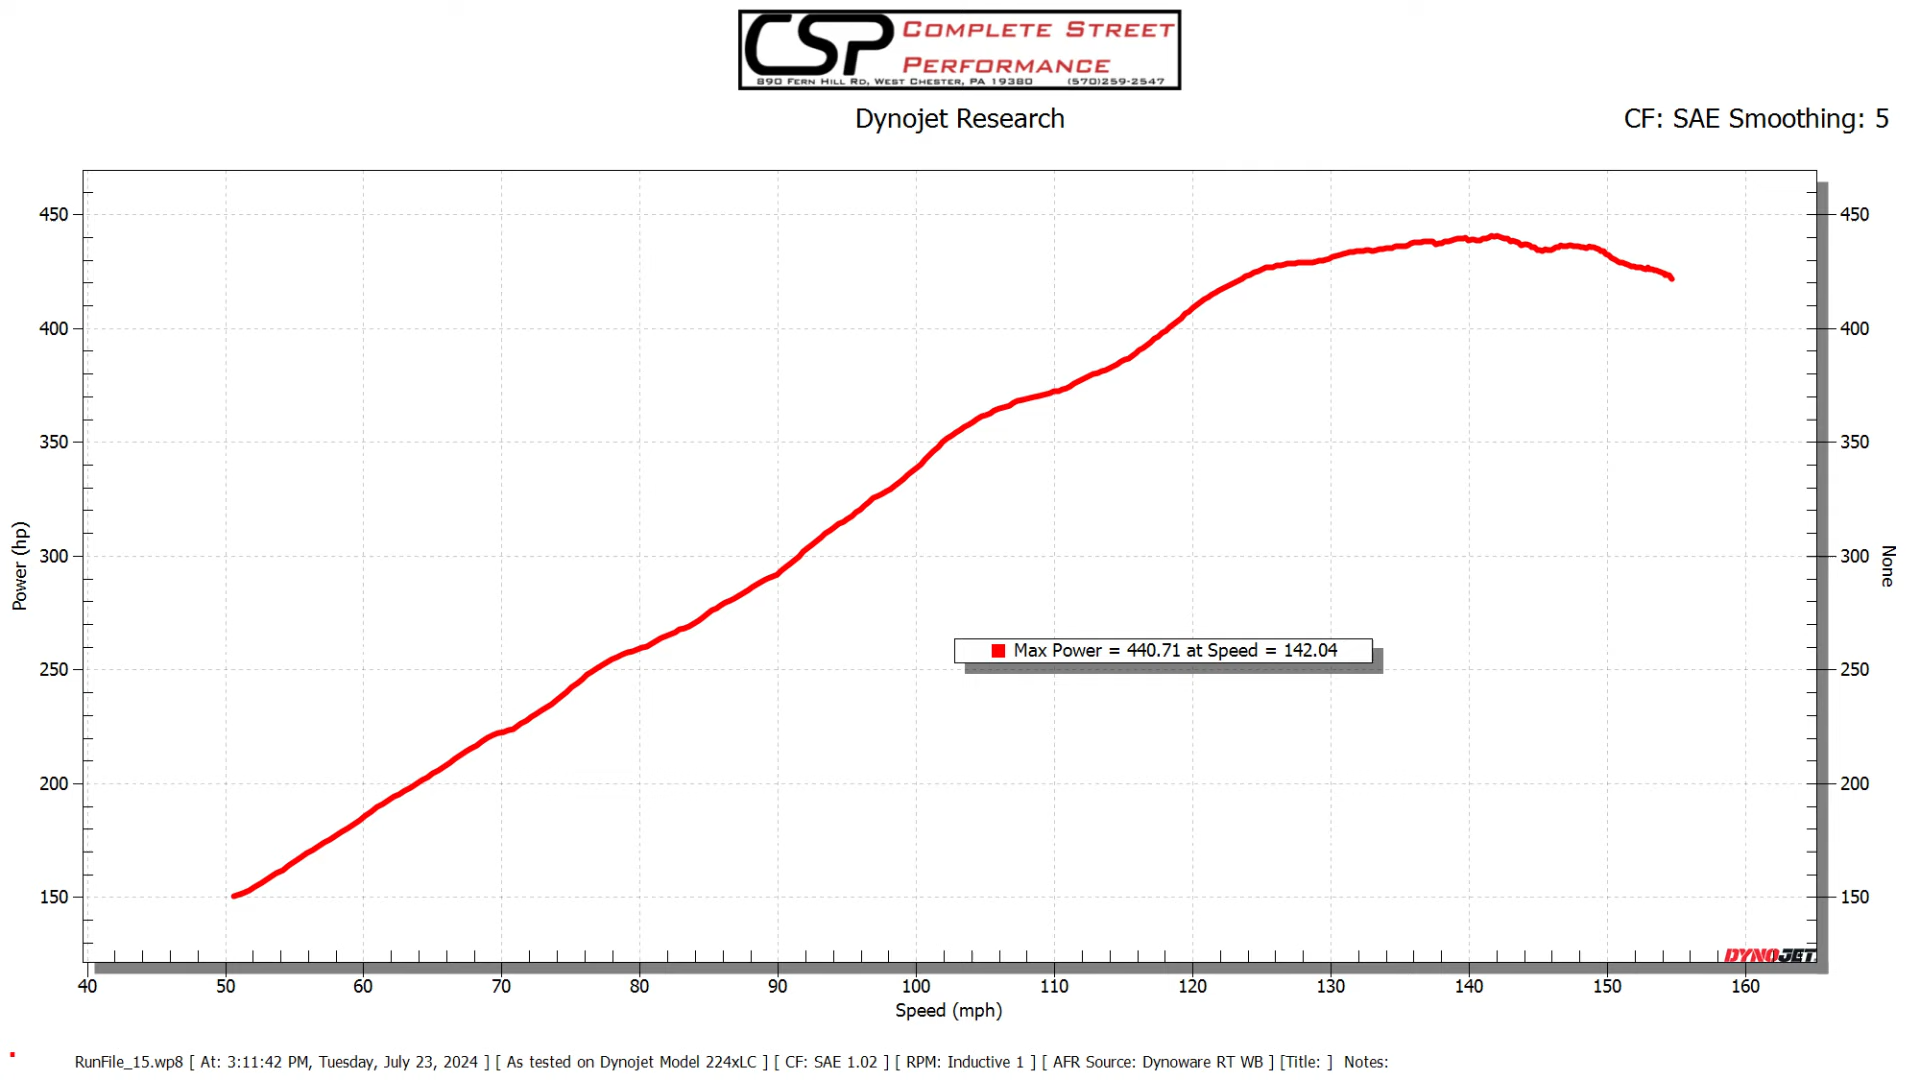 CSP COMPLETE STREET
PERFORMANCE
890 FERN HILL RD, WEST CHESTER, PA 19380 (570)259-2547
Dynojet Research
CF: SAE Smoothing: 5
450
400
350
300
250
200
150
Power (hp)
Max Power = 440.71 at Speed = 142.04
450
400
350
300
250
200
150
None
DYNOJET
40 50 60 70 80 90 100 110 120 130 140 150 160
Speed (mph)
RunFile_15.wp8 [ At: 3:11:42 PM, Tuesday, July 23, 2024 ] [ As tested on Dynojet Model 224xLC ] [ CF: SAE 1.02 ] [ RPM: Inductive 1 ] [ AFR Source: Dynoware RT WB ] [Title: ] Notes: